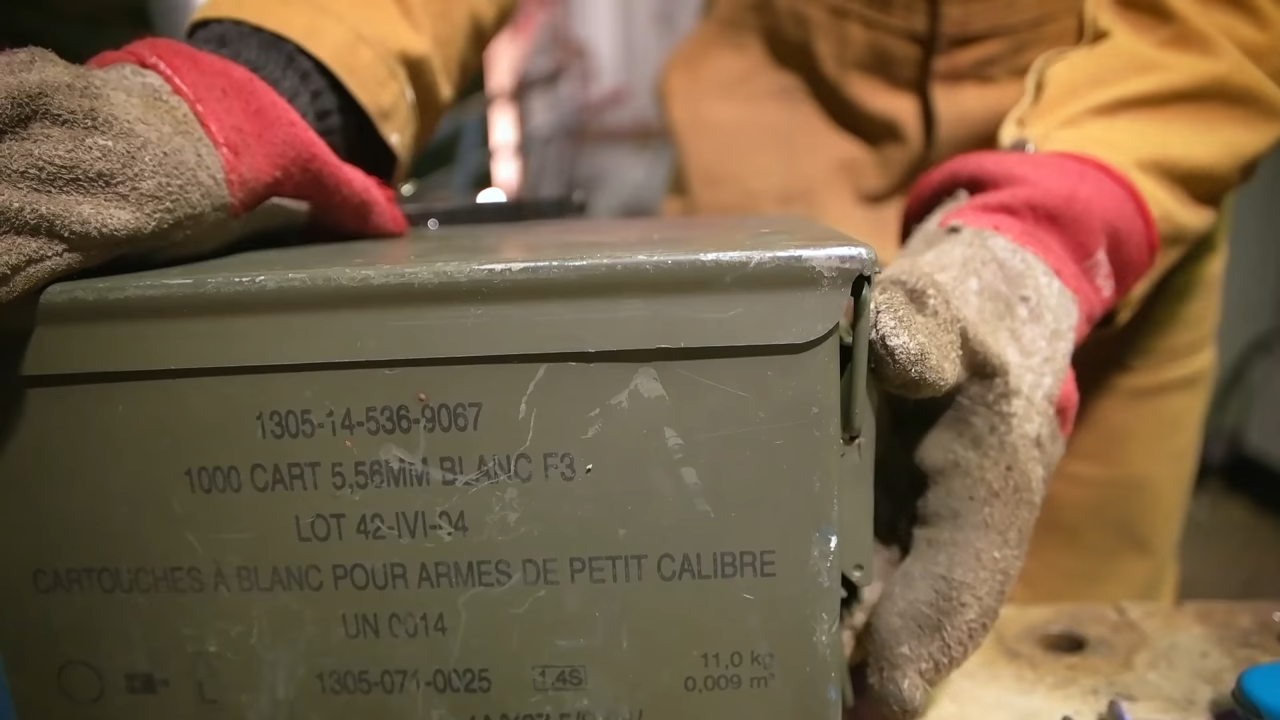 1305-14-536-9067
1000 CART 5,56MM BLANC F3
LOT 42-IVI-94
CARTOUCHES À BLANC POUR ARMES DE PETIT CALIBRE
UN 0014
1305-071-0025 1.4S
11,0 kg
0,009 m³